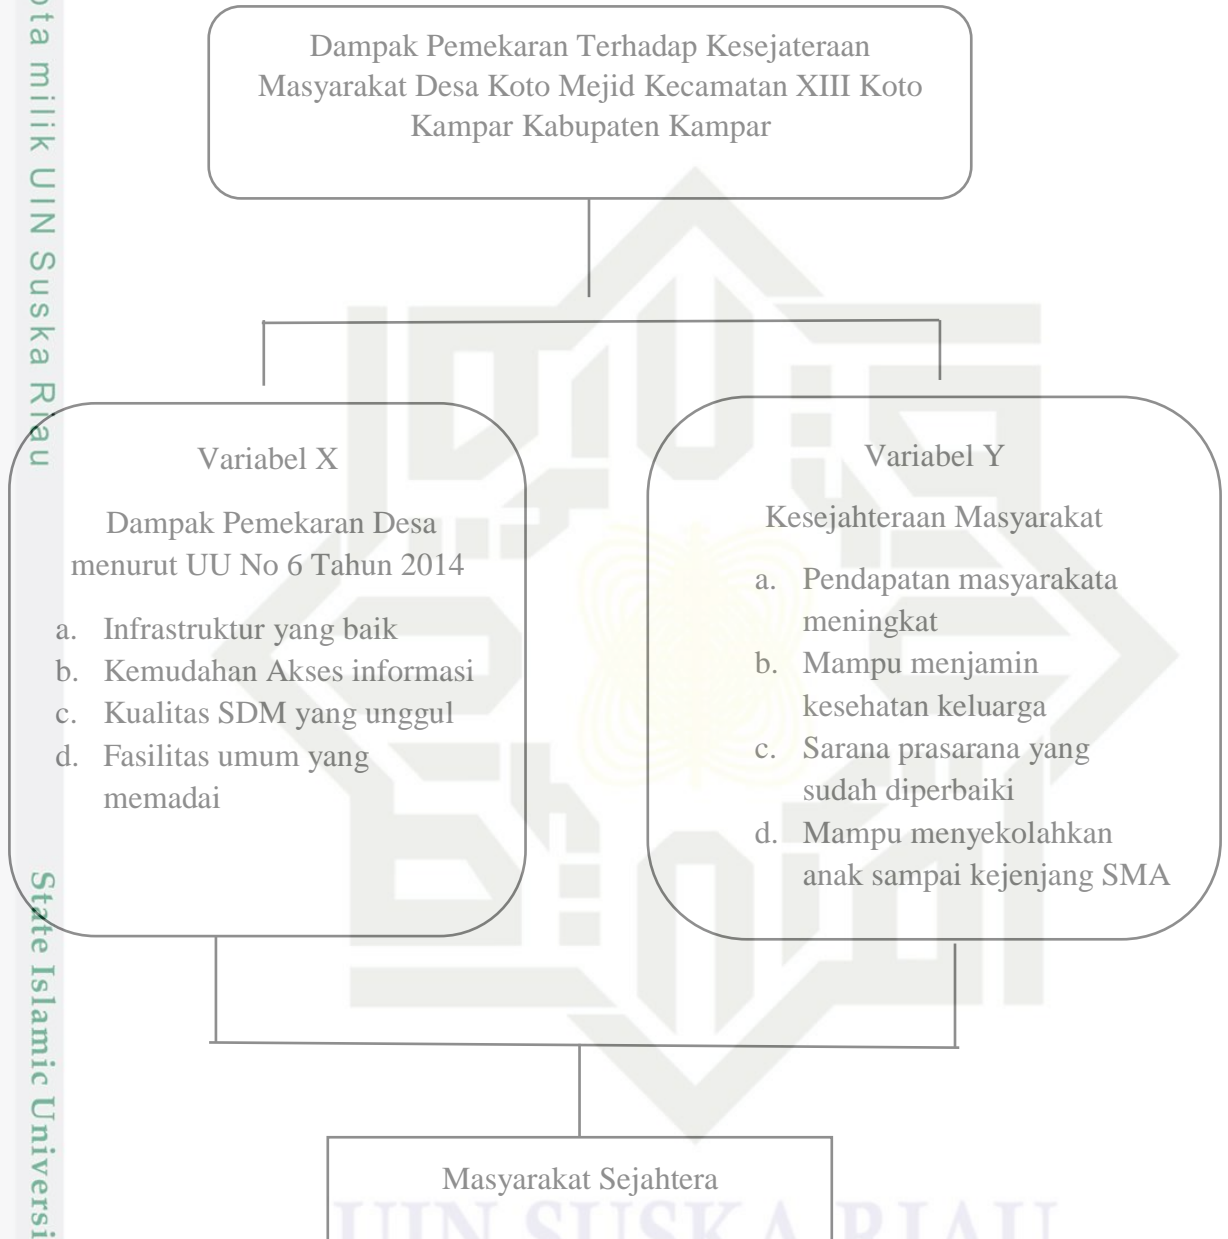 Dampak Pemekaran Terhadap Kesejateraan
Masyarakat Desa Koto Mejid Kecamatan XIII Koto
Kampar Kabupaten Kampar
Variabel X
Dampak Pemekaran Desa
menurut UU No 6 Tahun 2014
a. Infrastruktur yang baik
b. Kemudahan Akses informasi
c. Kualitas SDM yang unggul
d. Fasilitas umum yang
memadai
Variabel Y
Kesejahteraan Masyarakat
a. Pendapatan masyarakata
meningkat
b. Mampu menjamin
kesehatan keluarga
c. Sarana prasarana yang
sudah diperbaiki
d. Mampu menyekolahkan
anak sampai kejenjang SMA
Masyarakat Sejahtera
UIN SUSKA RIAU
milik UIN Suska Riau
State Islamic